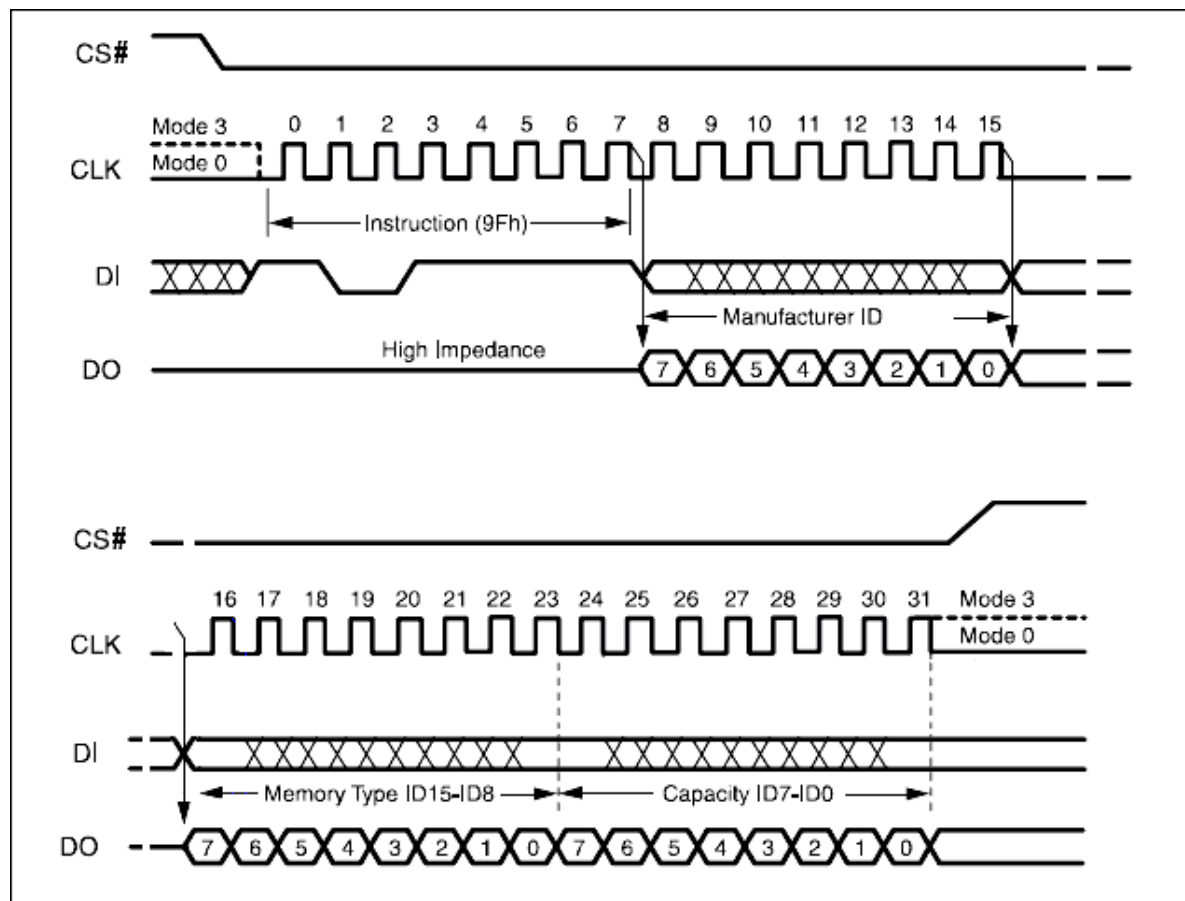 CS#
Mode 3
0 1 2 3 4 5 6 7 8 9 10 11 12 13 14 15
CLK
Mode 0
Instruction (9Fh)
DI
Manufacturer ID
High Impedance
DO
7 6 5 4 3 2 1 0
CS#
16 17 18 19 20 21 22 23 24 25 26 27 28 29 30 31
Mode 3
CLK
Mode 0
DI
Memory Type ID15-ID8
Capacity ID7-ID0
DO
7 6 5 4 3 2 1 0 7 6 5 4 3 2 1 0